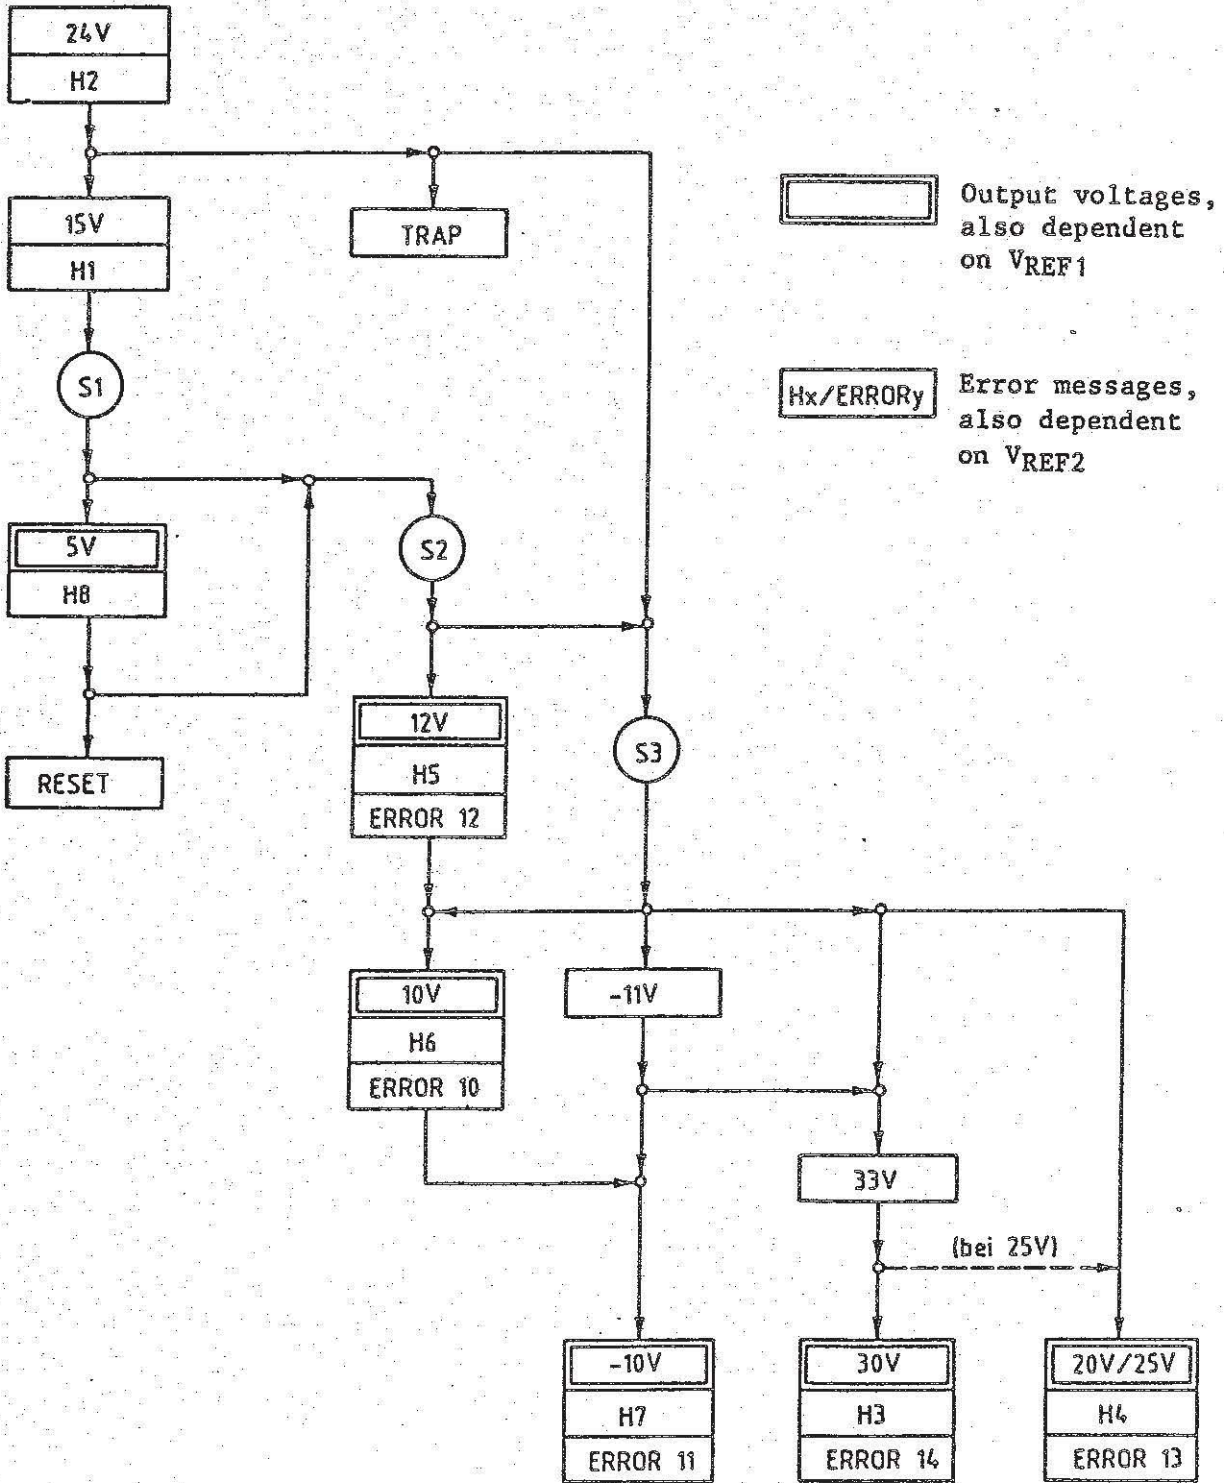 24V
H2
15V
H1
TRAP
Output voltages,
also dependent
on VREF1
S1
Hx/ERRORy
Error messages,
also dependent
on VREF2
5V
H8
S2
RESET
12V
H5
ERROR 12
S3
10V
H6
ERROR 10
-11V
33V
(bei 25V)
-10V
H7
ERROR 11
30V
H3
ERROR 14
20V/25V
H4
ERROR 13